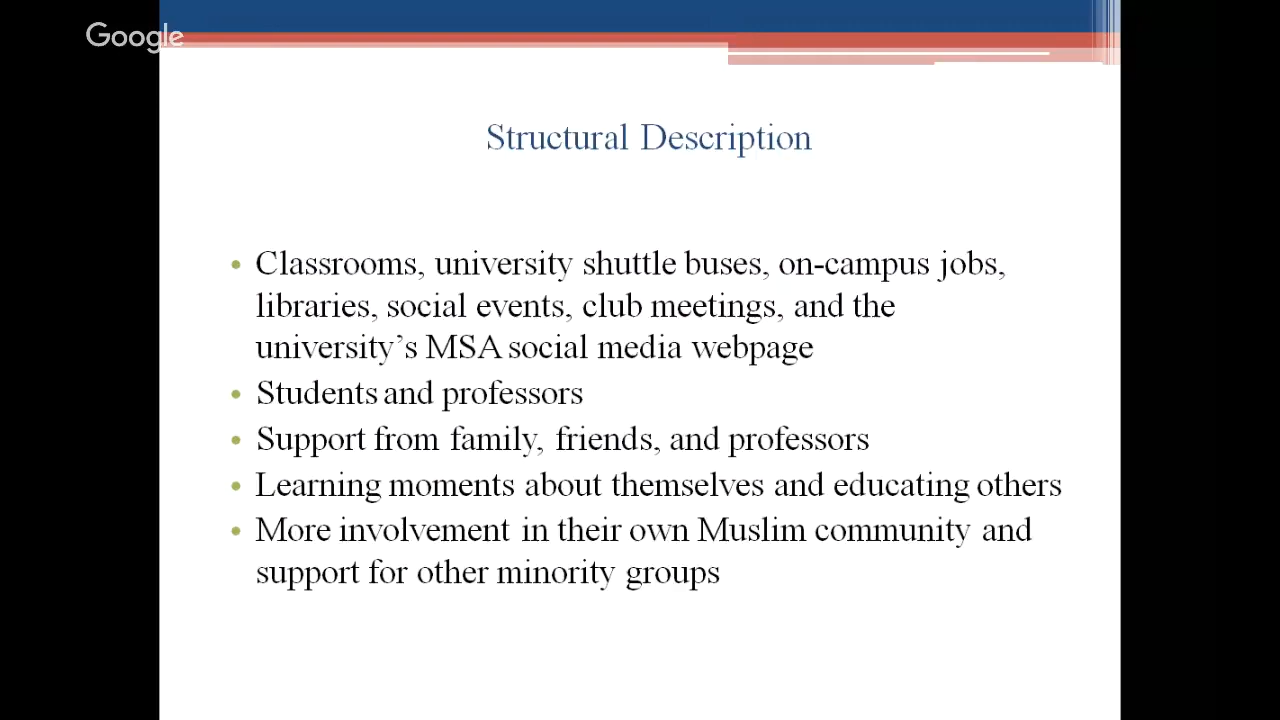 Google
Structural Description
• Classrooms, university shuttle buses, on-campus jobs,
libraries, social events, club meetings, and the
university’s MSA social media webpage
• Students and professors
• Support from family, friends, and professors
• Learning moments about themselves and educating others
• More involvement in their own Muslim community and
support for other minority groups